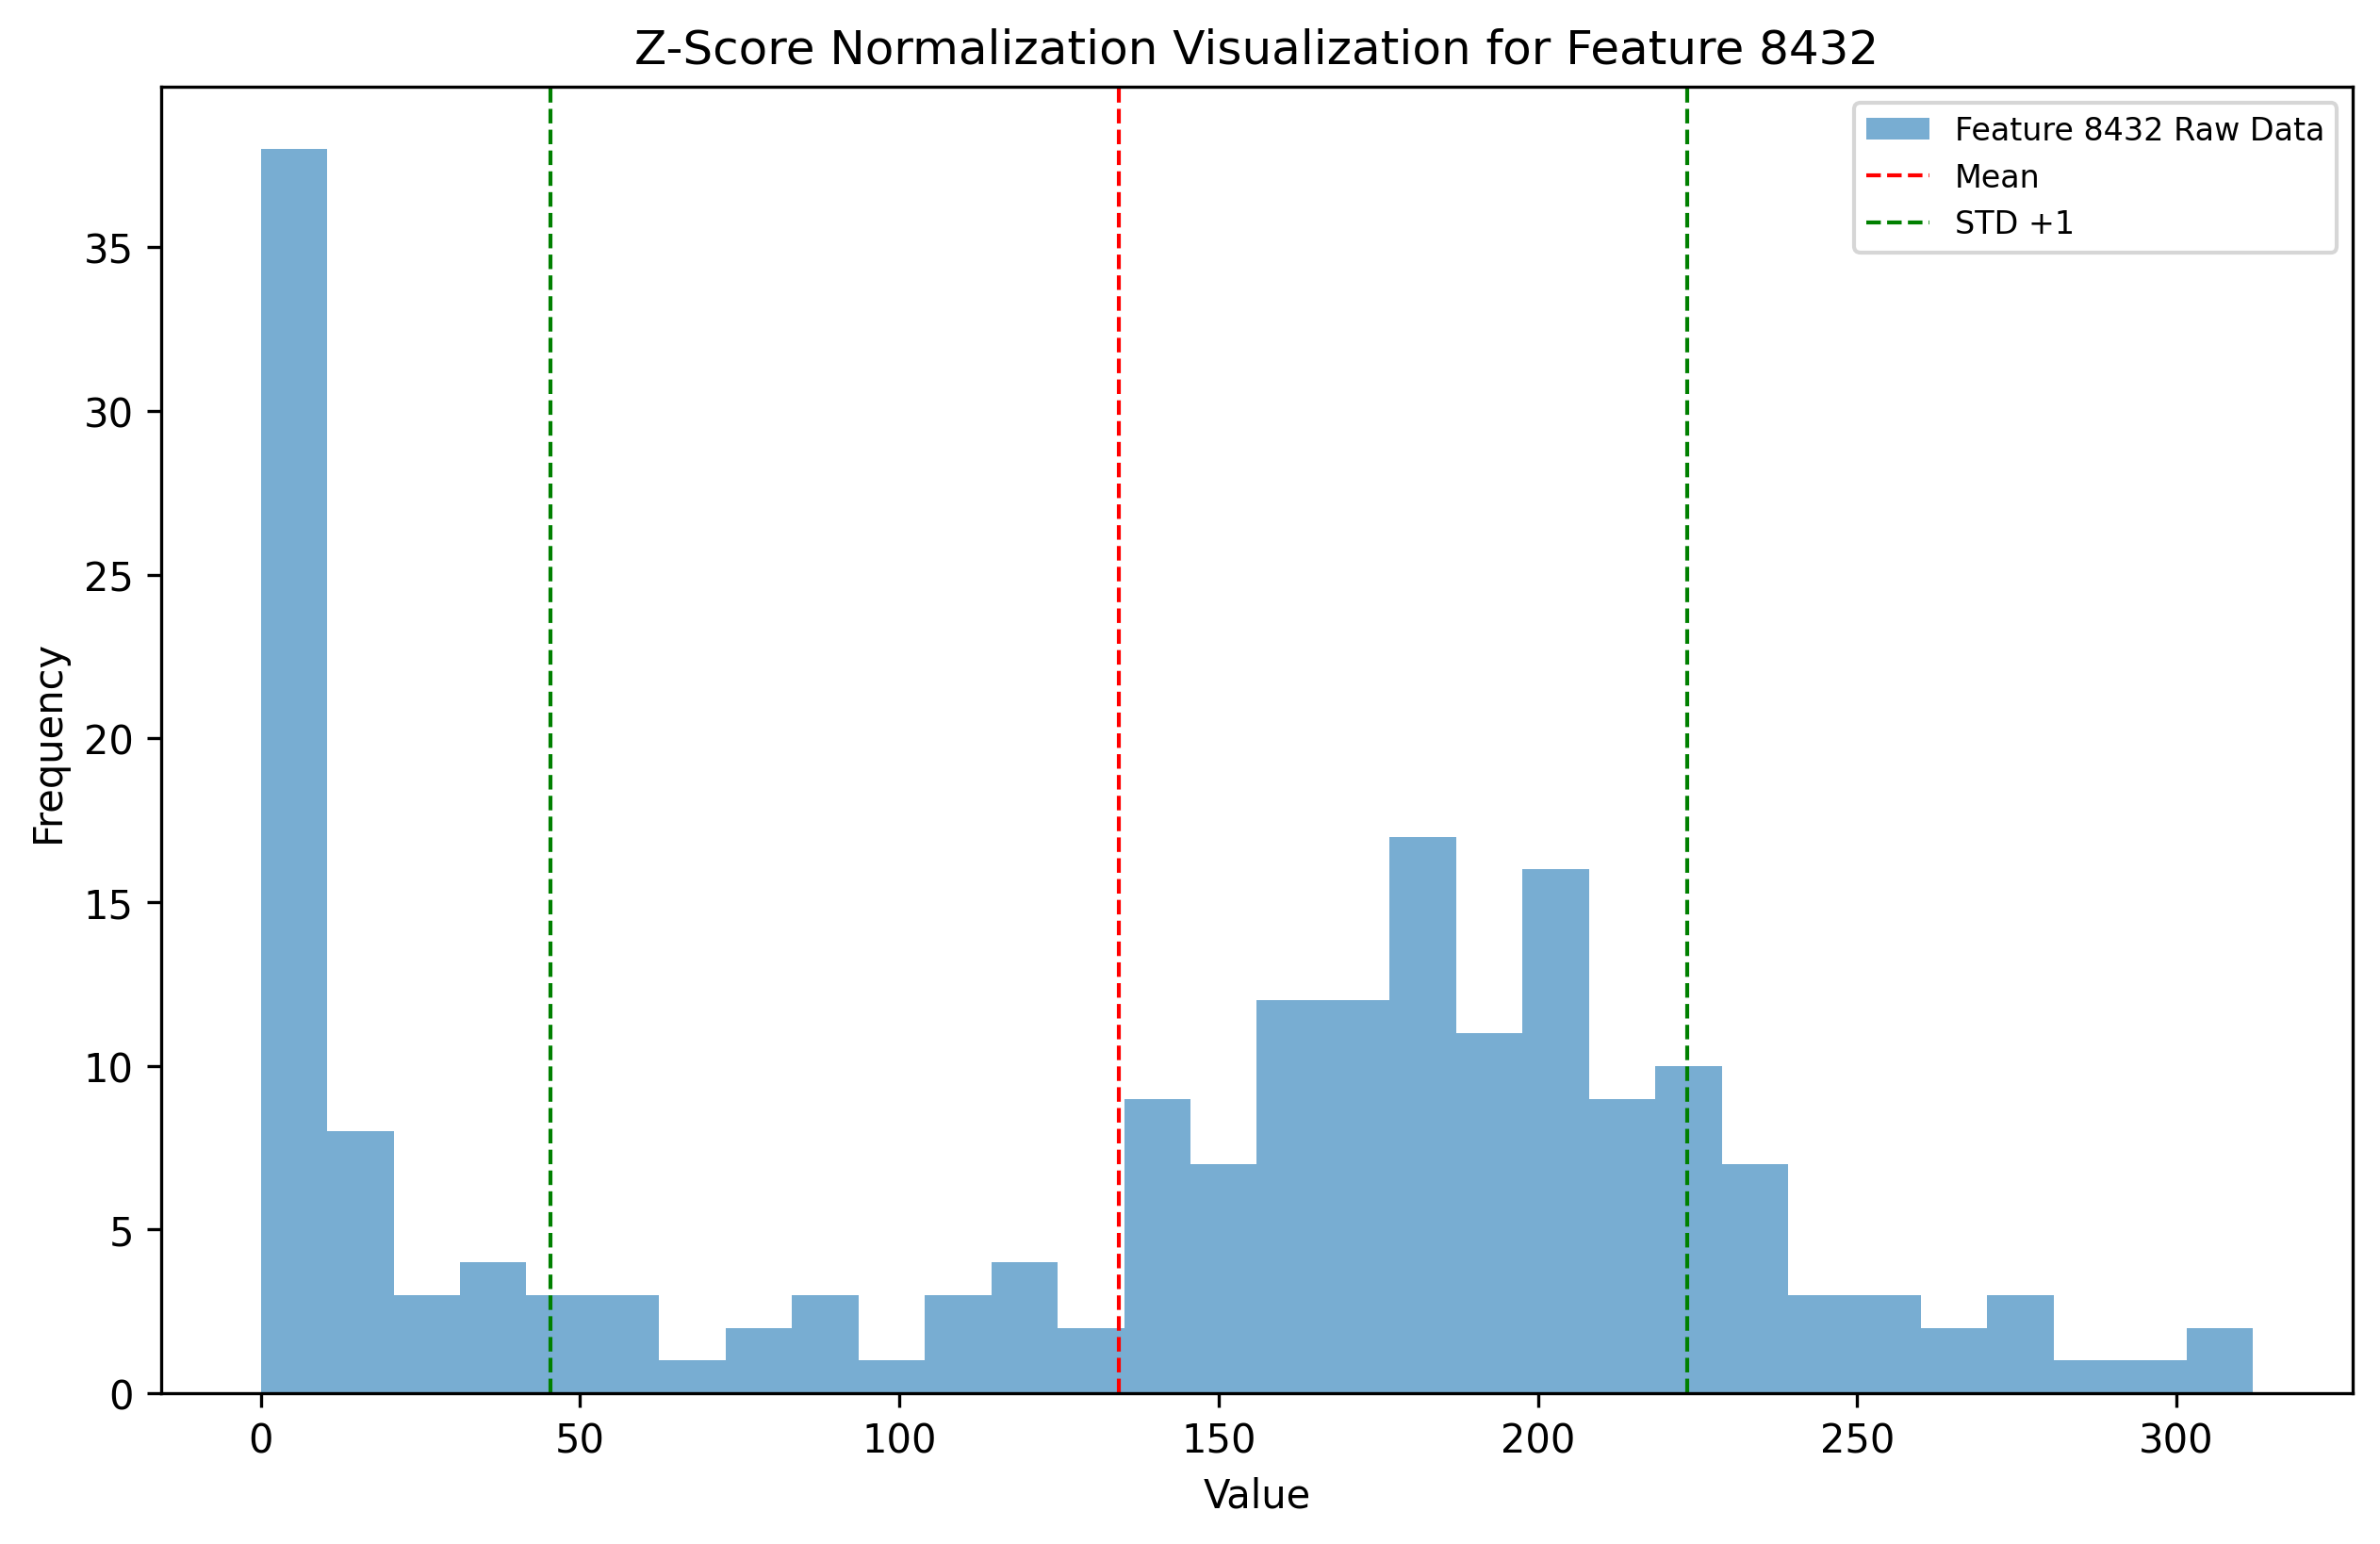 Z-Score Normalization Visualization for Feature 8432
Feature 8432 Raw Data
Mean
STD +1
35
30
25
20
15
10
5
0
Frequency
0 50 100 150 200 250 300
Value